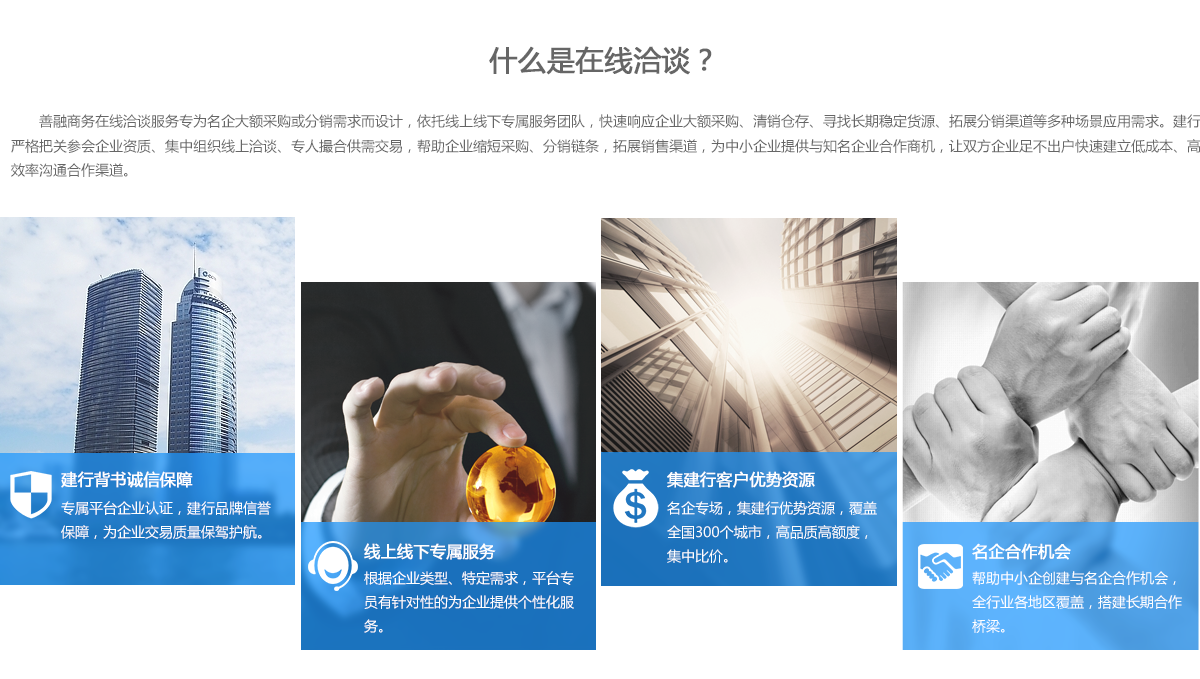 什么是在线洽谈？
善融商务在线洽谈服务专为名企大额采购或分销需求而设计，依托线上线下专属服务团队，快速响应企业大额采购、清销仓存、寻找长期稳定货源、拓展分销渠道等多种场景应用需求。建行
严格把关参会企业资质、集中组织线上洽谈、专人撮合供需交易，帮助企业缩短采购、分销链条，拓展销售渠道，为中小企业提供与知名企业合作商机，让双方企业足不出户快速建立低成本、高
效率沟通合作渠道。
建行背书诚信保障
专属平台企业认证，建行品牌信誉
保障，为企业交易质量保驾护航。
线上线下专属服务
根据企业类型、特定需求，平台专
员有针对性的为企业提供个性化服
务。
集建行客户优势资源
名企专场，集建行优势资源，覆盖
全国300个城市，高品质高额度，
集中比价。
名企合作机会
帮助中小企创建与名企合作机会，
全行业各地区覆盖，搭建长期合作
桥梁。